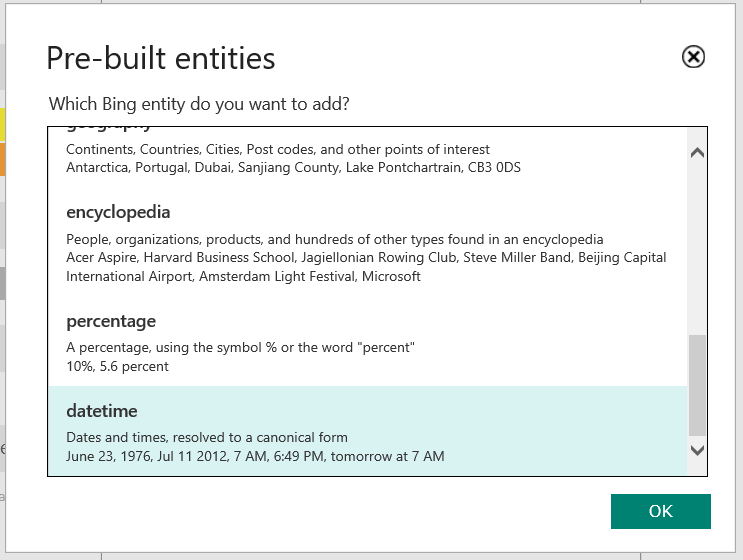 Pre-built entities
Which Bing entity do you want to add?
geography
Continents, Countries, Cities, Post codes, and other points of interest
Antarctica, Portugal, Dubai, Sanjiang County, Lake Pontchartrain, CB3 0DS
encyclopedia
People, organizations, products, and hundreds of other types found in an encyclopedia
Acer Aspire, Harvard Business School, Jagiellonian Rowing Club, Steve Miller Band, Beijing Capital
International Airport, Amsterdam Light Festival, Microsoft
percentage
A percentage, using the symbol % or the word "percent"
10%, 5.6 percent
datetime
Dates and times, resolved to a canonical form
June 23, 1976, Jul 11 2012, 7 AM, 6:49 PM, tomorrow at 7 AM
OK